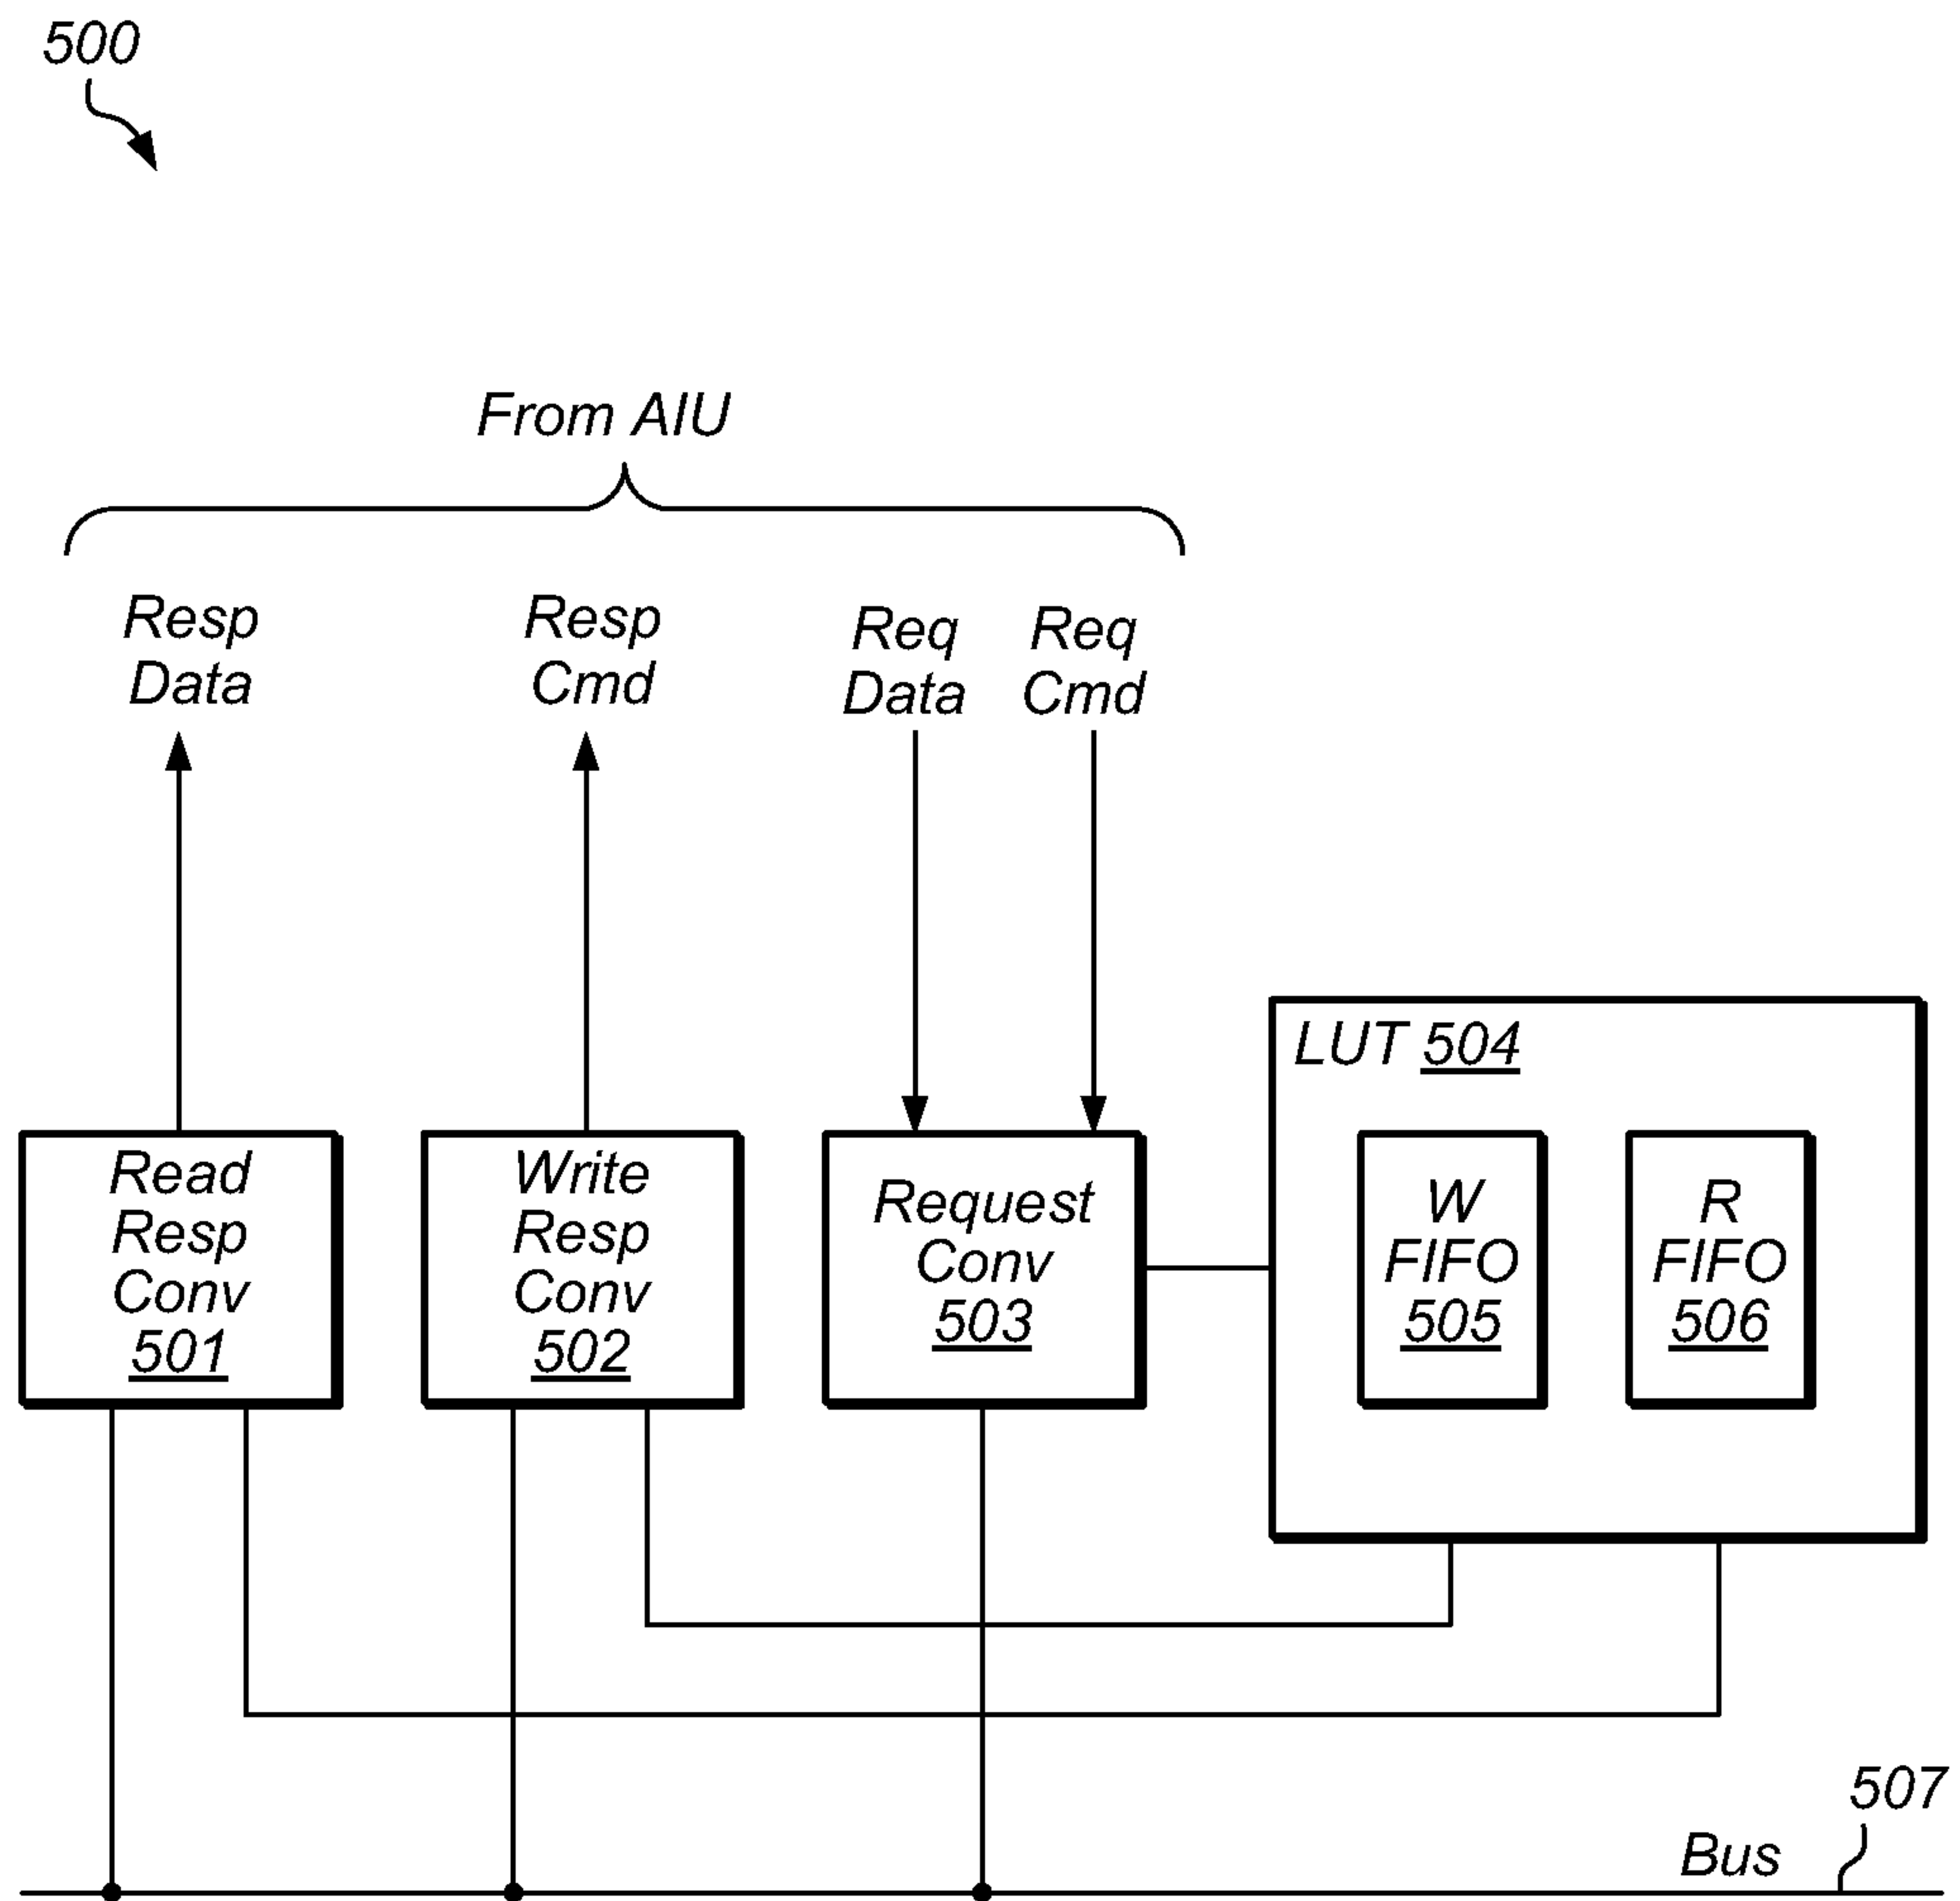 500
From AIU
Resp
Data
Resp
Cmd
Req
Data
Req
Cmd
Read
Resp
Conv
501
Write
Resp
Conv
502
Request
Conv
503
LUT 504
W
FIFO
505
R
FIFO
506
507
Bus